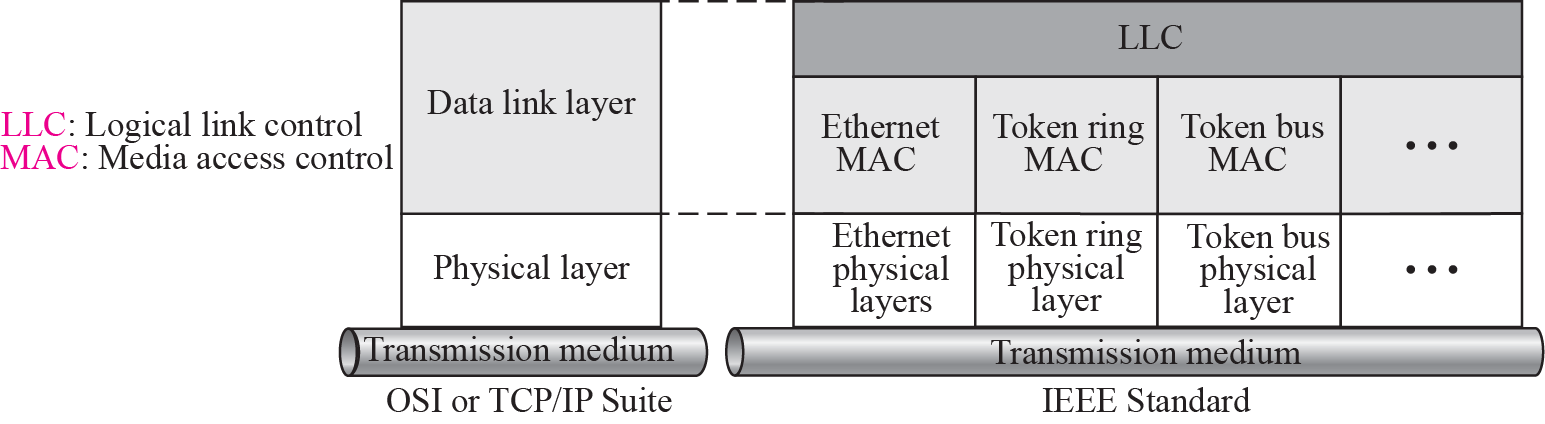 LLC: Logical link control
MAC: Media access control
Data link layer
Physical layer
Transmission medium
OSI or TCP/IP Suite
LLC
Ethernet
MAC
Token ring
MAC
Token bus
MAC
...
Ethernet
physical
layers
Token ring
physical
layer
Token bus
physical
layer
...
Transmission medium
IEEE Standard